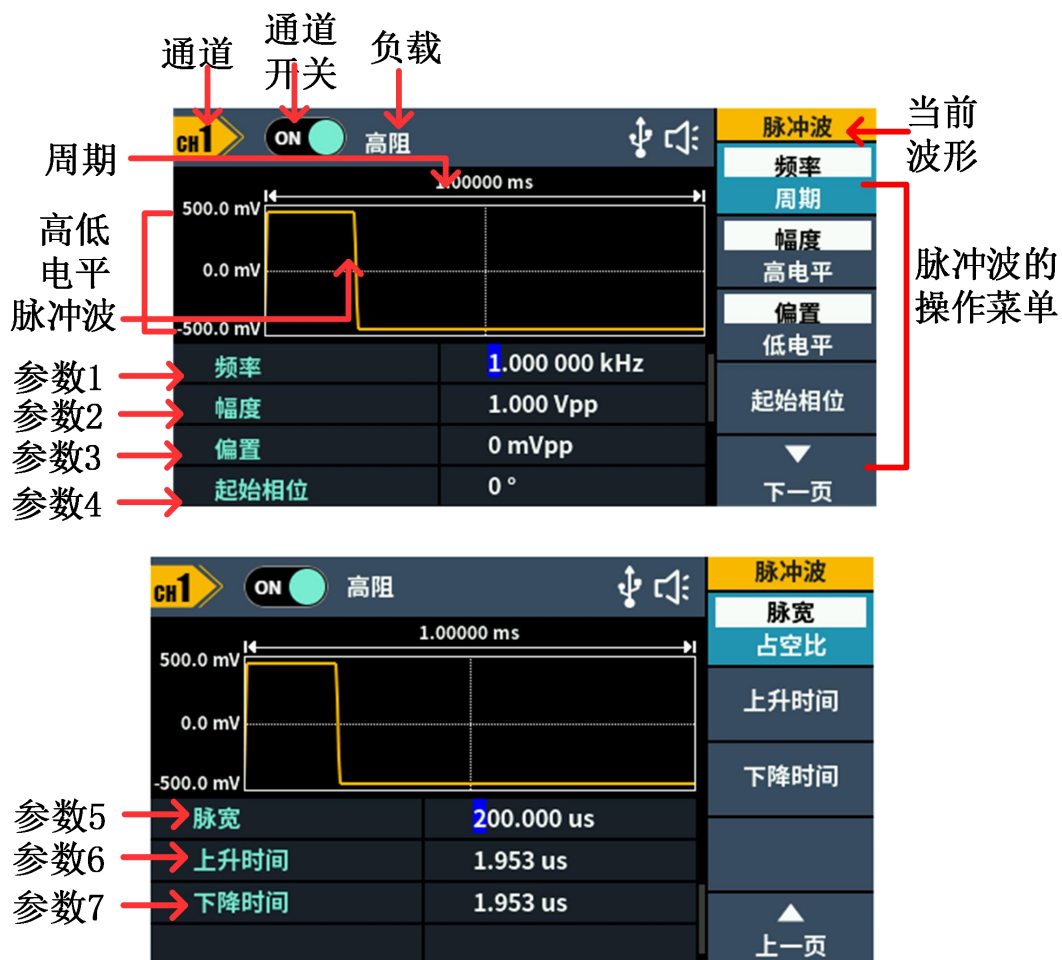 通道
通道
开关
负载
CH1
ON
高阻
脉冲波
当前
波形
周期
1.00000 ms
频率
周期
500.0 mV
高低
电平
0.0 mV
幅度
高电平
脉冲波的
操作菜单
脉冲波
-500.0 mV
偏置
低电平
参数1
频率
1.000 000 kHz
参数2
幅度
1.000 Vpp
起始相位
参数3
偏置
0 mVpp
参数4
起始相位
0 °
下一页
CH1
ON
高阻
脉冲波
1.00000 ms
脉宽
占空比
500.0 mV
上升时间
0.0 mV
下降时间
-500.0 mV
参数5
脉宽
200.000 us
参数6
上升时间
1.953 us
参数7
下降时间
1.953 us
上一页